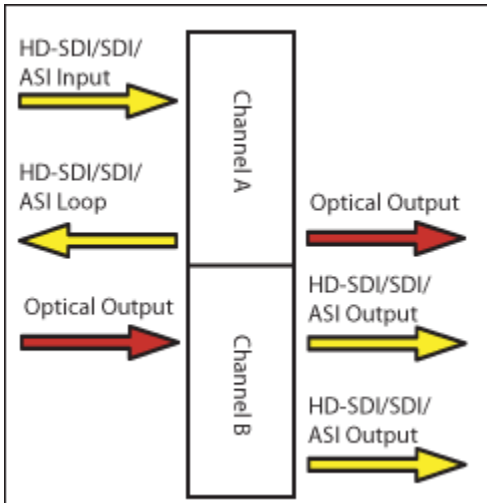 HD-SDI/SDI/
ASI Input
Channel A
HD-SDI/SDI/
ASI Loop
Optical Output
Optical Output
HD-SDI/SDI/
ASI Output
Channel B
HD-SDI/SDI/
ASI Output